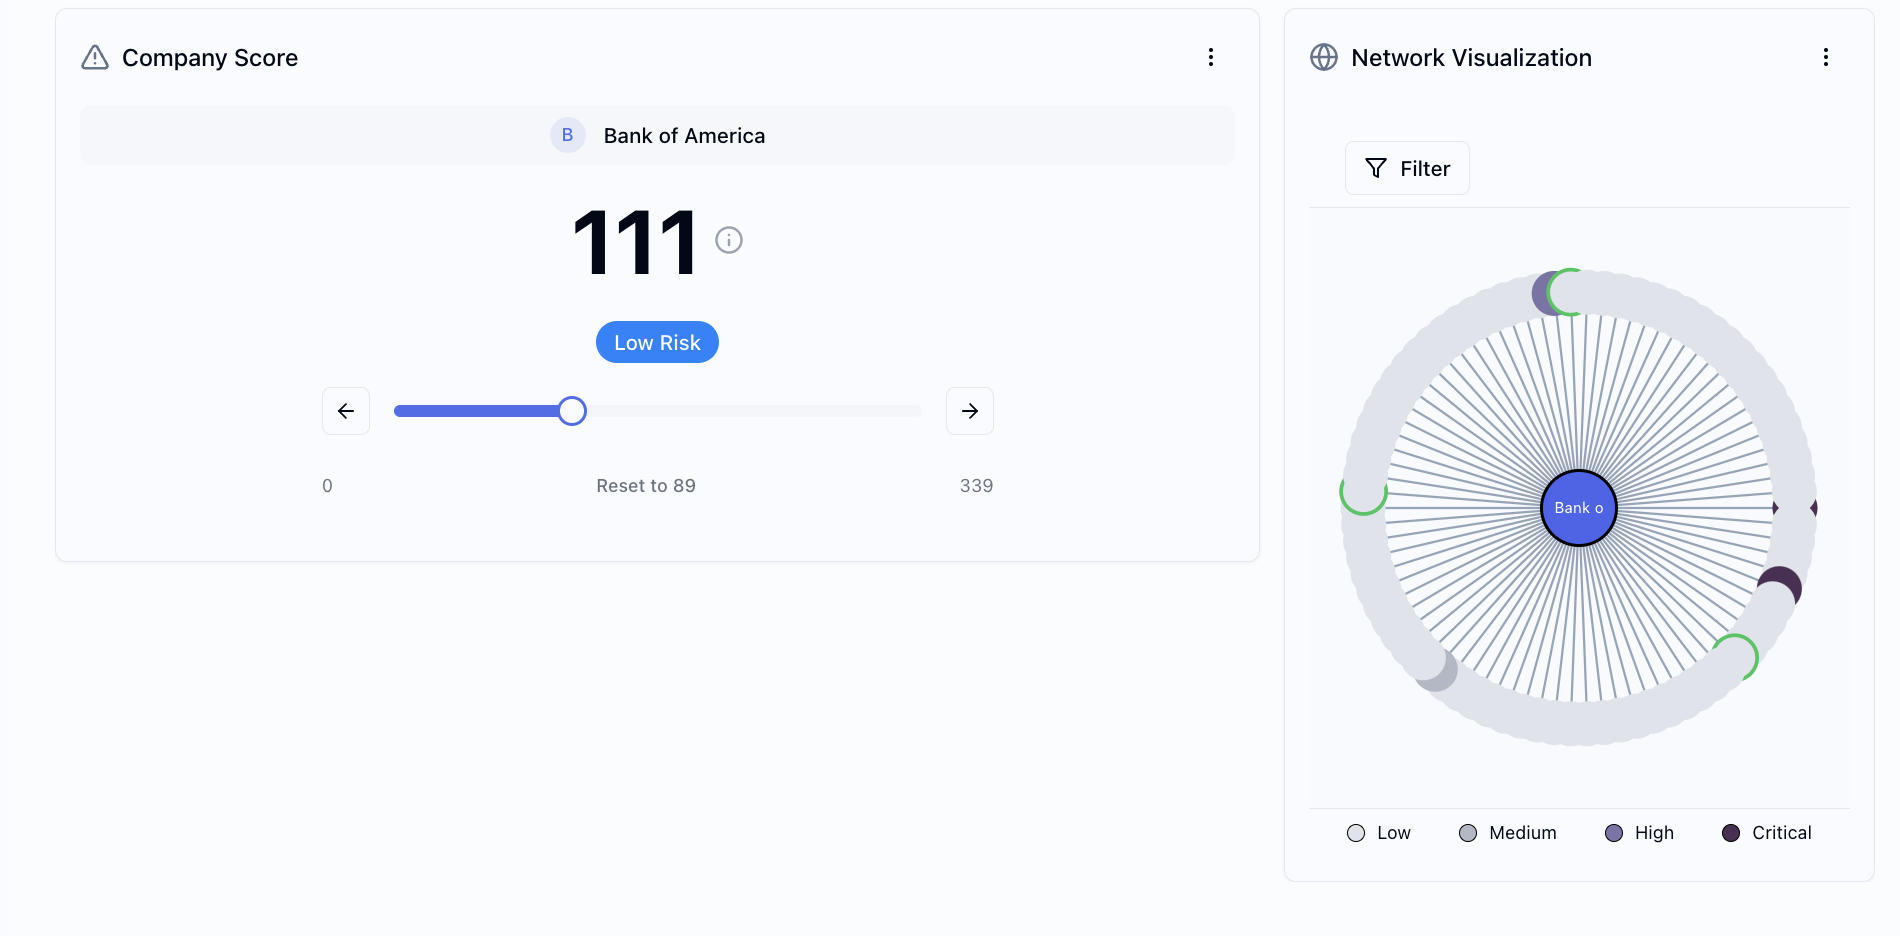 Company Score
B
Bank of America
111
Low Risk
0
Reset to 89
339
Network Visualization
Filter
Bank o
Low
Medium
High
Critical